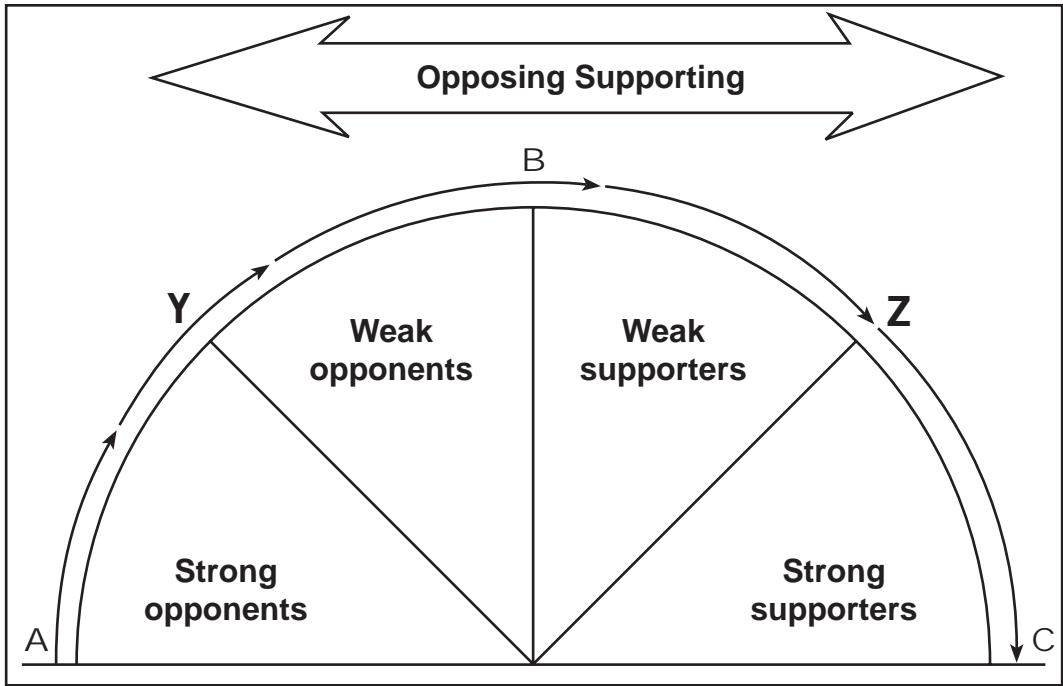 Opposing Supporting
B
Y
Z
Weak
opponents
Weak
supporters
Strong
opponents
Strong
supporters
A
C